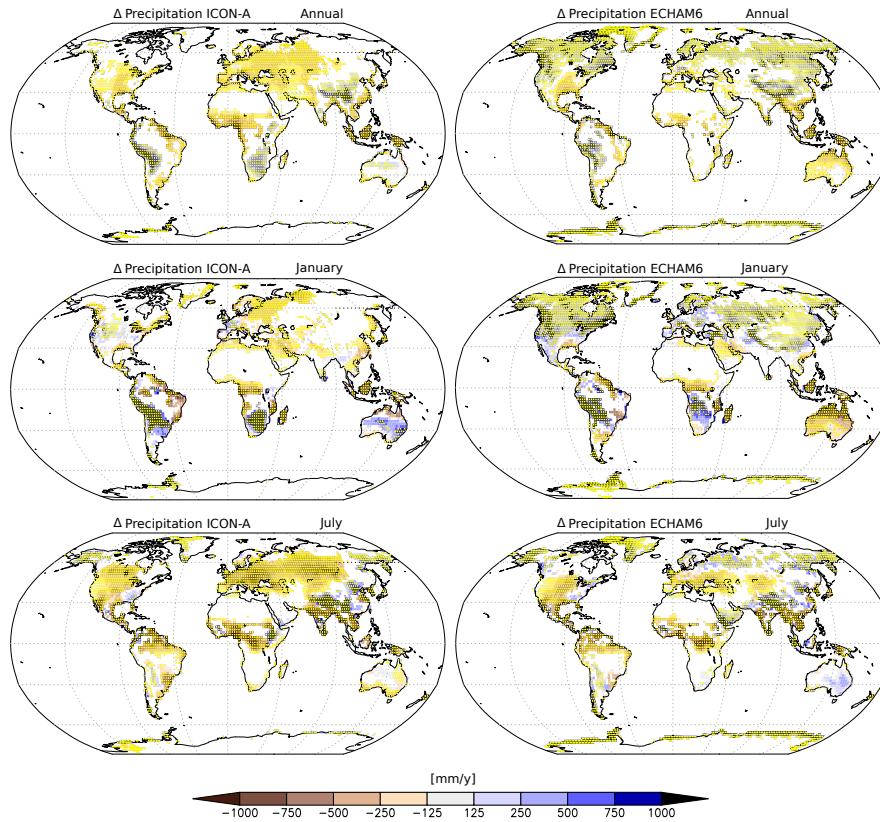 Δ Precipitation ICON-A Annual
Δ Precipitation ECHAM6 Annual
Δ Precipitation ICON-A January
Δ Precipitation ECHAM6 January
Δ Precipitation ICON-A July
Δ Precipitation ECHAM6 July
[mm/y]
−1000 −750 −500 −250 −125 125 250 500 750 1000